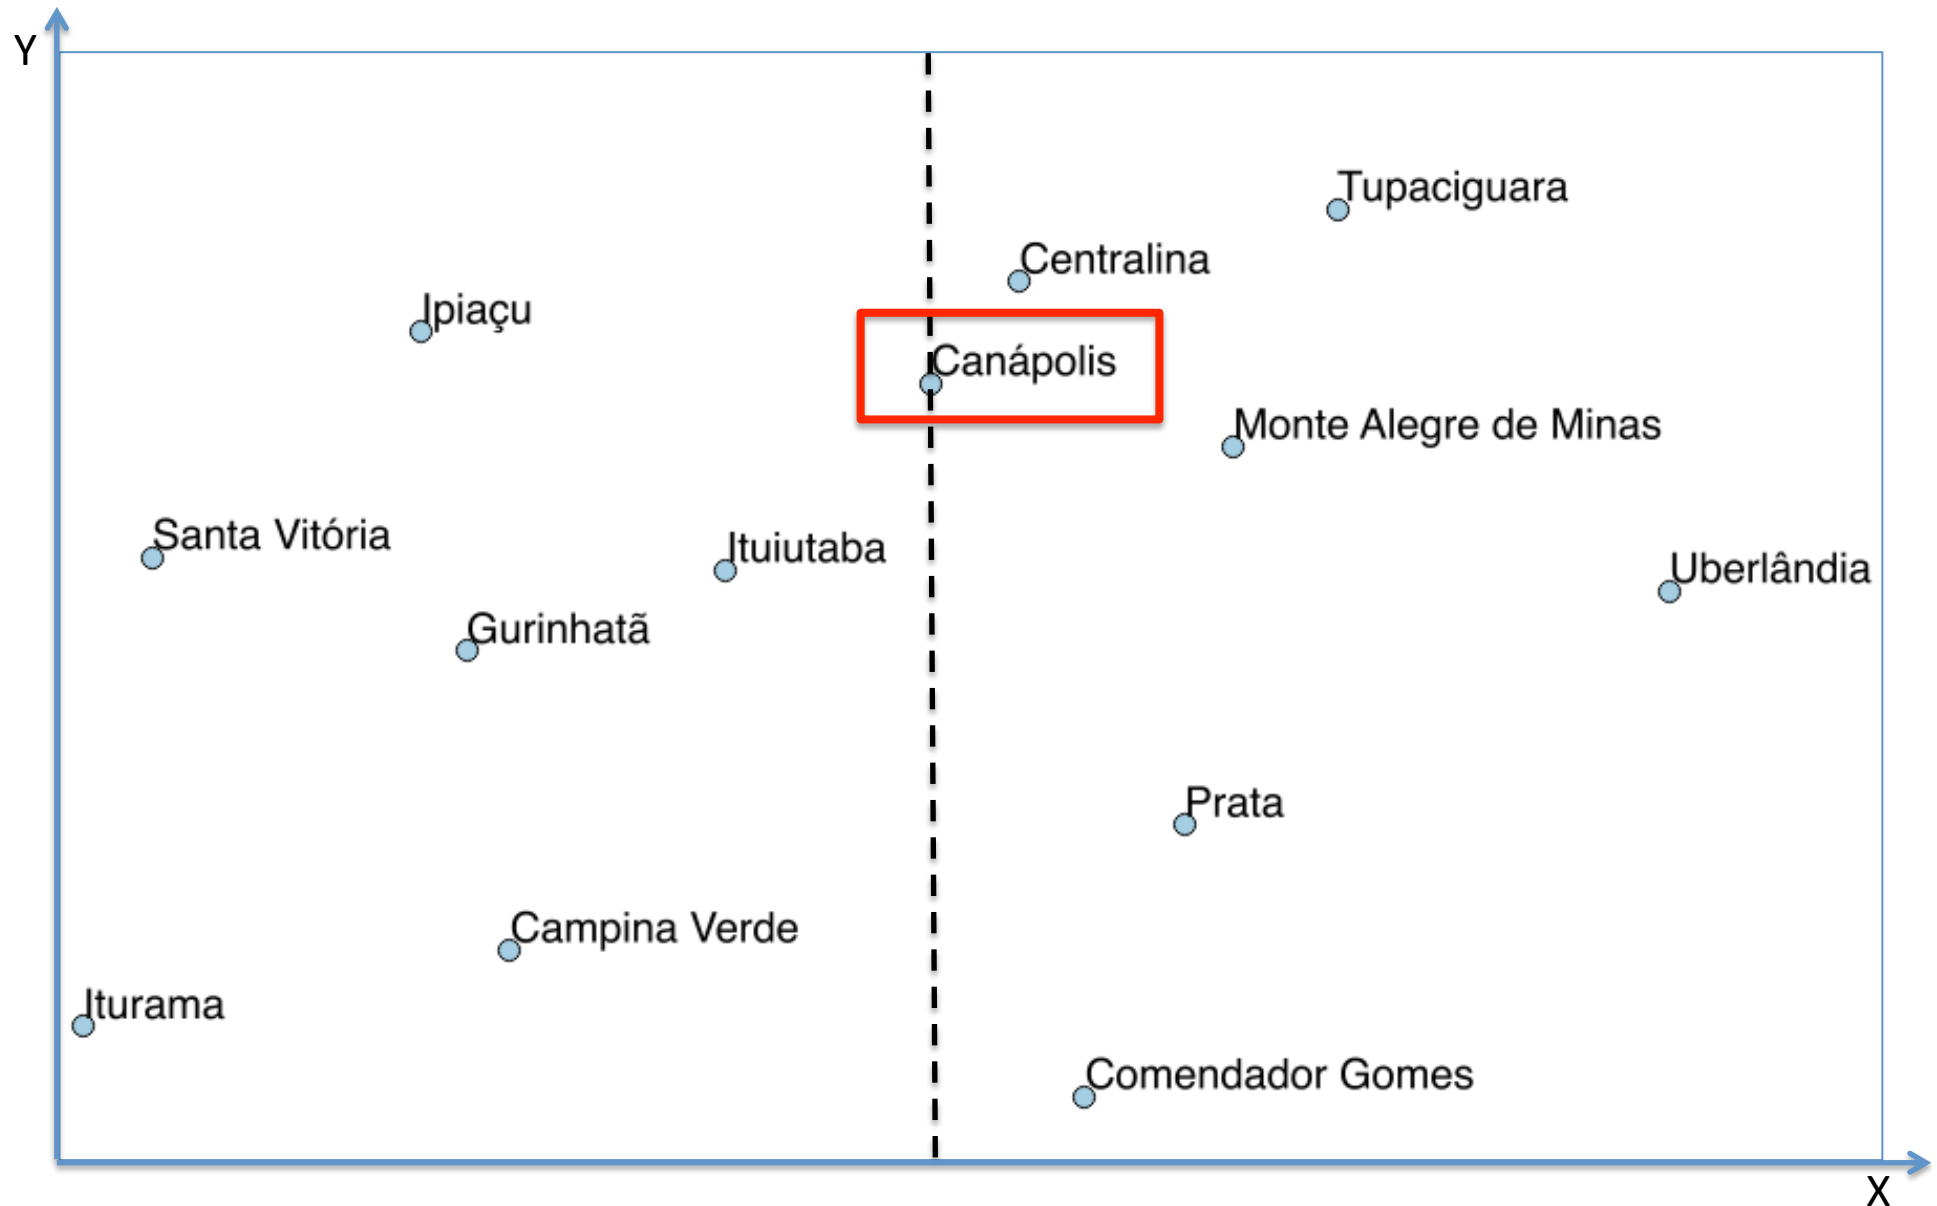 Y
Tupaciguara
Centralina
Ipiaçu
Canápolis
Monte Alegre de Minas
Santa Vitória
Ituiutaba
Uberlândia
Gurinhatã
Prata
Campina Verde
Iturama
Comendador Gomes
X